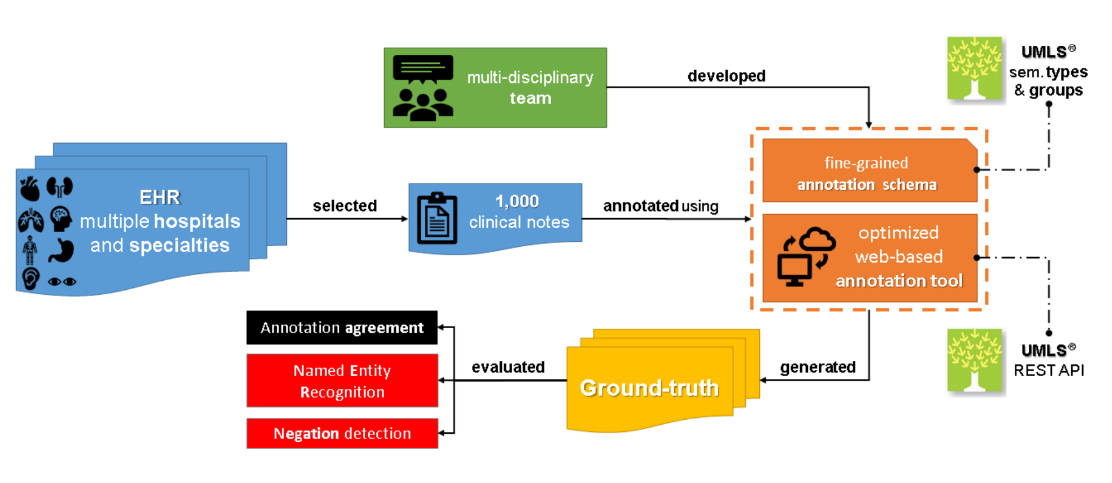 multi-disciplinary
team
developed
UMLS®
sem. types
& groups
fine-grained
annotation schema
EHR
multiple hospitals
and specialties
selected
1,000
clinical notes
annotated using
optimized
web-based
annotation tool
UMLS®
REST API
generated
Ground-truth
evaluated
Annotation agreement
Named Entity
Recognition
Negation detection